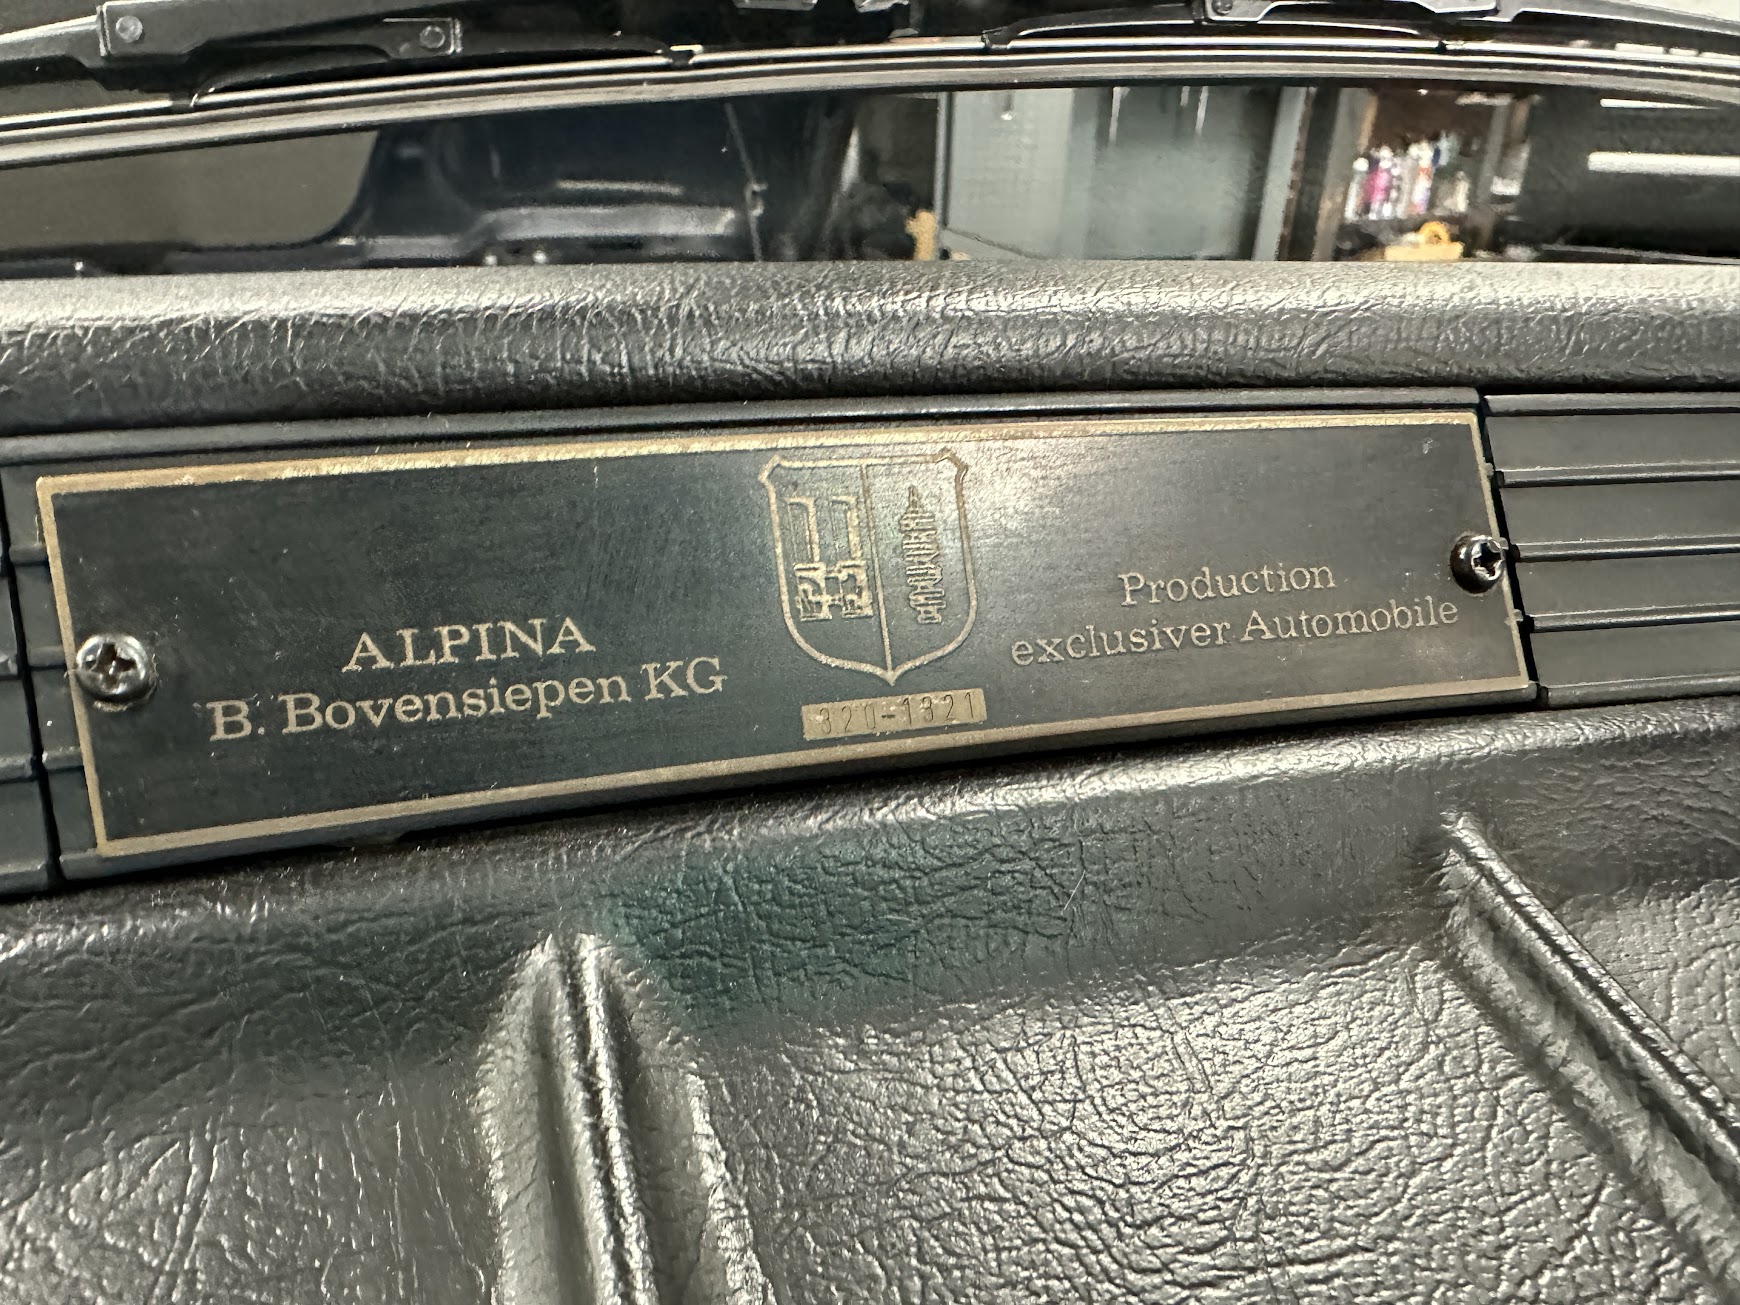 ALPINA
B. Bovensiepen KG
320-1321
Production
exclusiver Automobile